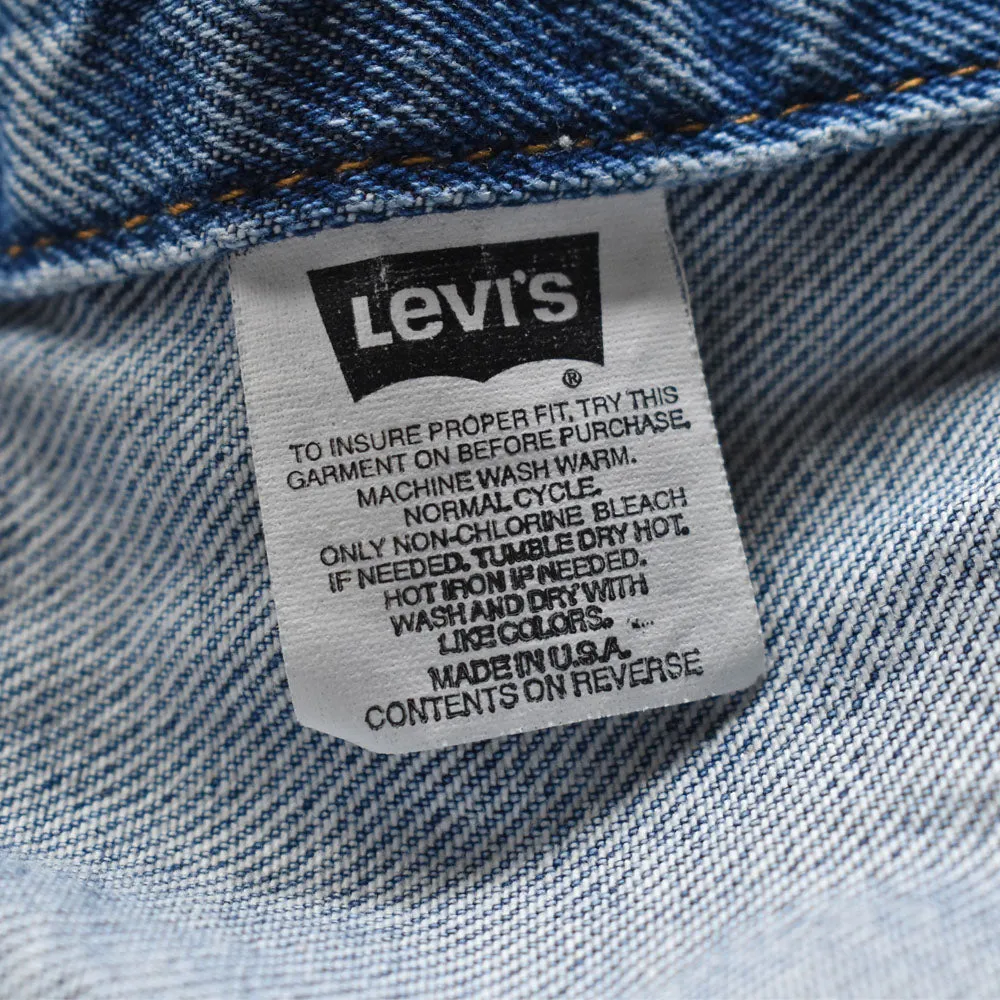 LEVI'S
®
TO INSURE PROPER FIT, TRY THIS
GARMENT ON BEFORE PURCHASE.
MACHINE WASH WARM.
NORMAL CYCLE.
ONLY NON-CHLORINE BLEACH
IF NEEDED. TUMBLE DRY HOT.
HOT IRON IF NEEDED.
WASH AND DRY WITH
LIKE COLORS.
MADE IN U.S.A.
CONTENTS ON REVERSE